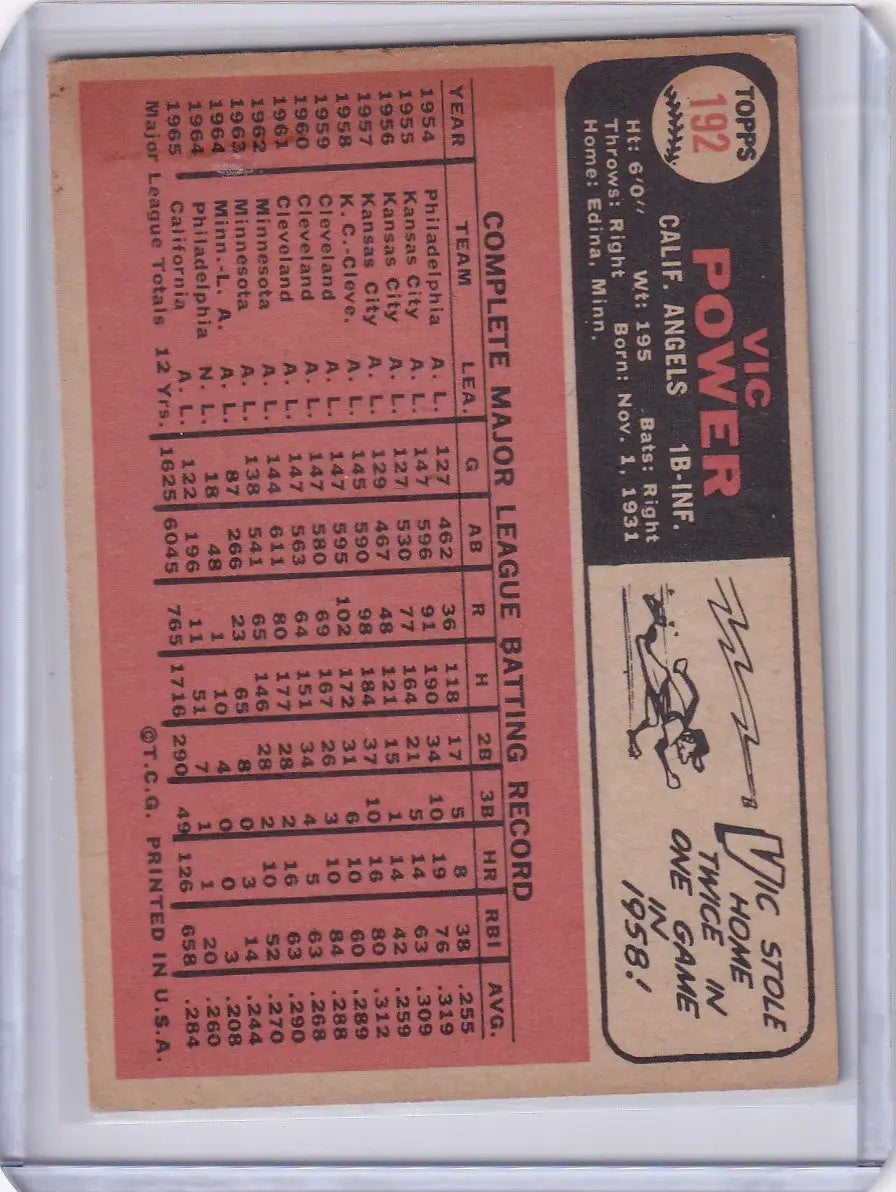 TOPPS
192
VIC
POWER
CALIF. ANGELS 1B-INF.
Ht: 6'0" Wt: 195 Bats: Right
Throws: Right Born: Nov. 1, 1931
Home: Edina, Minn.
VIC STOLE
HOME
TWICE IN
ONE GAME
IN
1958!
COMPLETE MAJOR LEAGUE BATTING RECORD
YEAR TEAM LEA. G AB R H 2B 3B HR RBI AVG.
1954 Philadelphia A. L. 127 462 36 118 17 5 8 38 .255
1955 Kansas City A. L. 147 596 91 190 34 10 19 76 .319
1956 Kansas City A. L. 127 530 77 164 21 5 14 63 .309
1957 Kansas City A. L. 129 467 48 121 15 1 14 42 .259
1958 K.C.-Cleve. A. L. 145 590 98 184 37 10 16 80 .312
1959 Cleveland A. L. 147 595 102 172 31 6 10 60 .289
1960 Cleveland A. L. 147 580 69 167 26 3 10 84 .288
1961 Cleveland A. L. 147 563 64 151 34 4 5 63 .268
1962 Minnesota A. L. 144 611 80 177 28 2 16 63 .290
1963 Minnesota A. L. 138 541 65 146 28 2 10 52 .270
1964 Minn.-L. A. A. L. 87 266 23 65 8 0 3 14 .244
1964 Philadelphia N. L. 18 48 1 10 4 0 0 3 .208
1965 California A. L. 122 196 11 51 7 1 1 20 .260
Major League Totals 12 Yrs. 1625 6045 765 1716 290 49 126 658 .284
©T.C.G. PRINTED IN U.S.A.